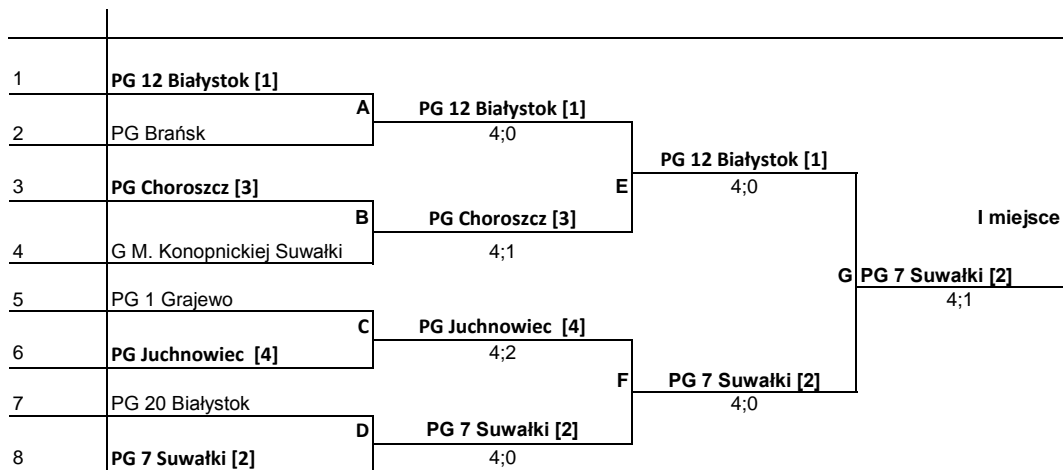 1 PG 12 Białystok [1]
A PG 12 Białystok [1]
2 PG Brańsk 4;0
PG 12 Białystok [1]
3 PG Choroszcz [3] E 4;0
B PG Choroszcz [3] I miejsce
4 G M. Konopnickiej Suwałki 4;1
G PG 7 Suwałki [2]
5 PG 1 Grajewo 4;1
C PG Juchnowiec [4]
6 PG Juchnowiec [4] 4;2
F PG 7 Suwałki [2]
7 PG 20 Białystok 4;0
D PG 7 Suwałki [2]
8 PG 7 Suwałki [2] 4;0